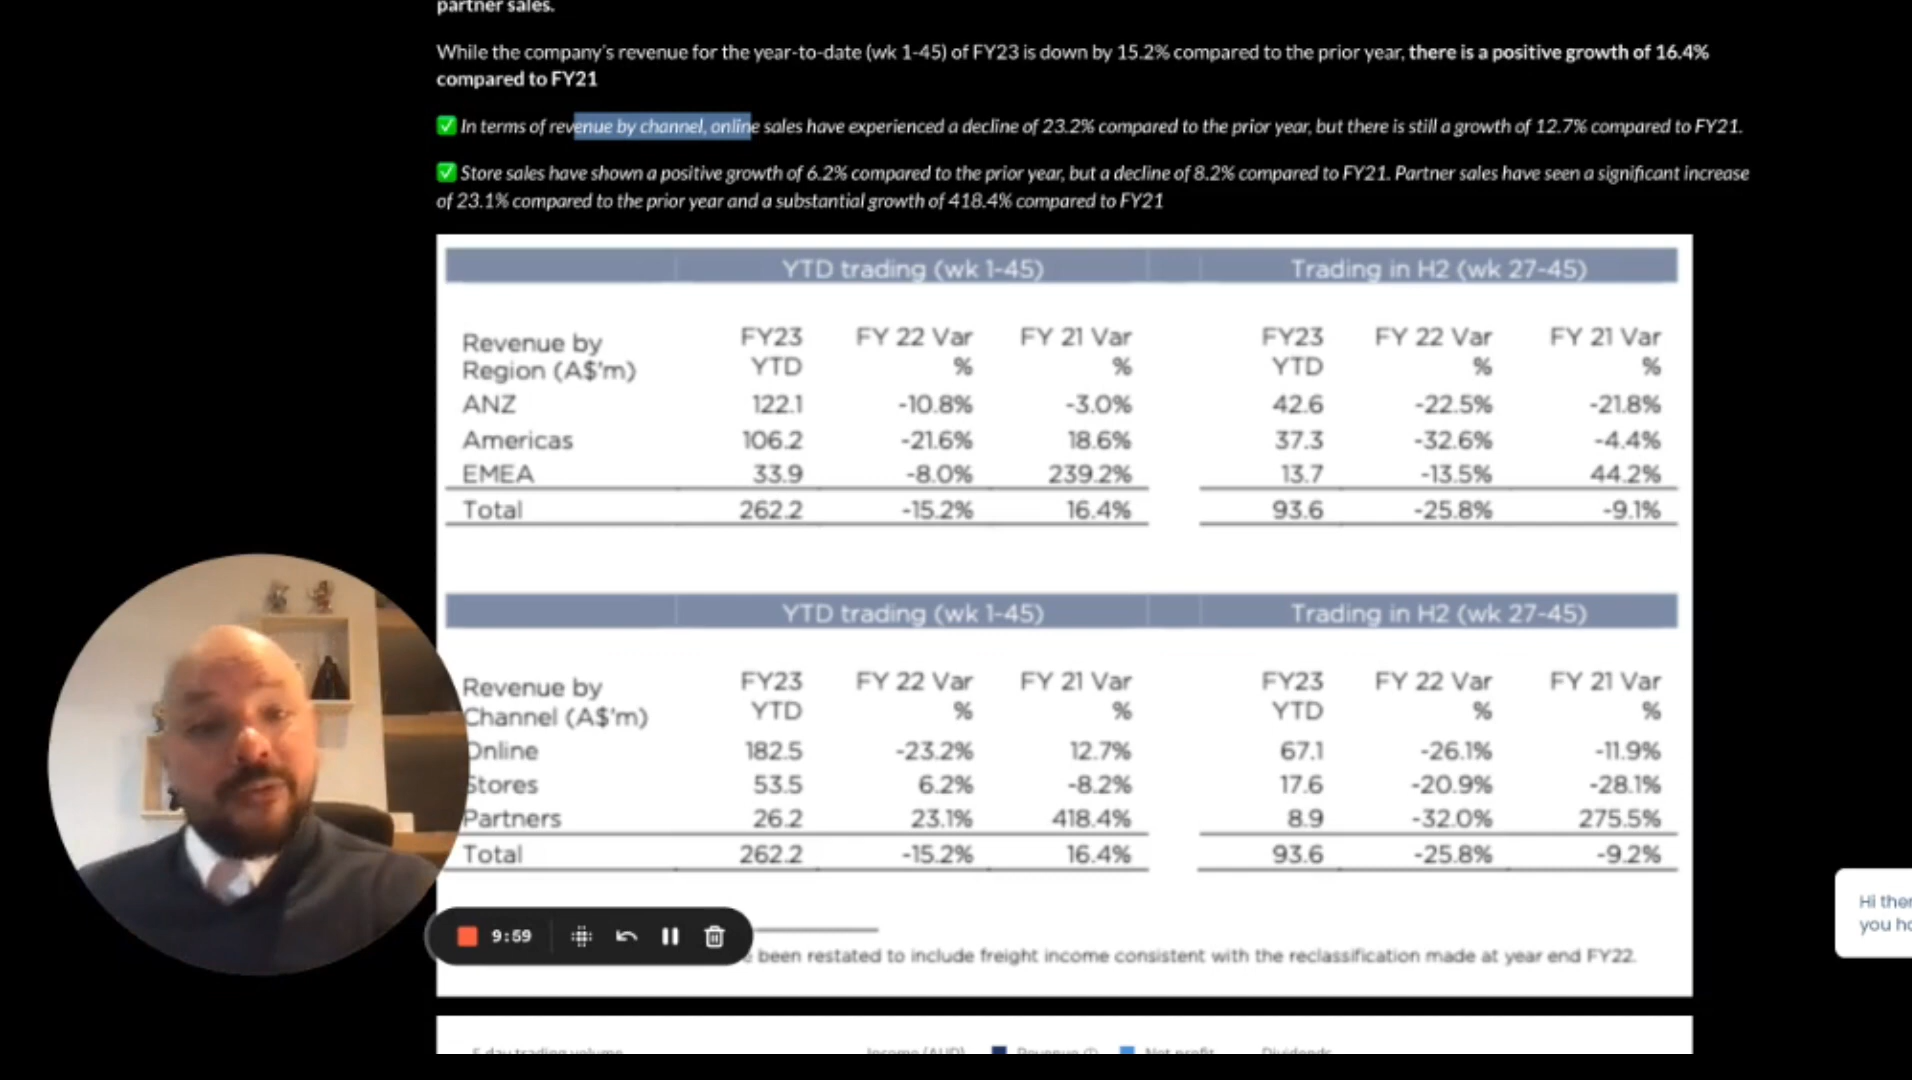 partner sales.
While the company's revenue for the year-to-date (wk 1-45) of FY23 is down by 15.2% compared to the prior year, there is a positive growth of 16.4%
compared to FY21
✅ In terms of revenue by channel, online sales have experienced a decline of 23.2% compared to the prior year, but there is still a growth of 12.7% compared to FY21.
✅ Store sales have shown a positive growth of 6.2% compared to the prior year, but a decline of 8.2% compared to FY21. Partner sales have seen a significant increase
of 23.1% compared to the prior year and a substantial growth of 418.4% compared to FY21
YTD trading (wk 1-45) Trading in H2 (wk 27-45)
Revenue by FY23 FY 22 Var FY 21 Var FY23 FY 22 Var FY 21 Var
Region (A$'m) YTD % % YTD % %
ANZ 122.1 -10.8% -3.0% 42.6 -22.5% -21.8%
Americas 106.2 -21.6% 18.6% 37.3 -32.6% -4.4%
EMEA 33.9 -8.0% 239.2% 13.7 -13.5% 44.2%
Total 262.2 -15.2% 16.4% 93.6 -25.8% -9.1%
YTD trading (wk 1-45) Trading in H2 (wk 27-45)
Revenue by FY23 FY 22 Var FY 21 Var FY23 FY 22 Var FY 21 Var
Channel (A$'m) YTD % % YTD % %
Online 182.5 -23.2% 12.7% 67.1 -26.1% -11.9%
Stores 53.5 6.2% -8.2% 17.6 -20.9% -28.1%
Partners 26.2 23.1% 418.4% 8.9 -32.0% 275.5%
Total 262.2 -15.2% 16.4% 93.6 -25.8% -9.2%
9:59
been restated to include freight income consistent with the reclassification made at year end FY22.
Hi
you
5 day trading volume Income (AUD) Revenue Net profit Dividends